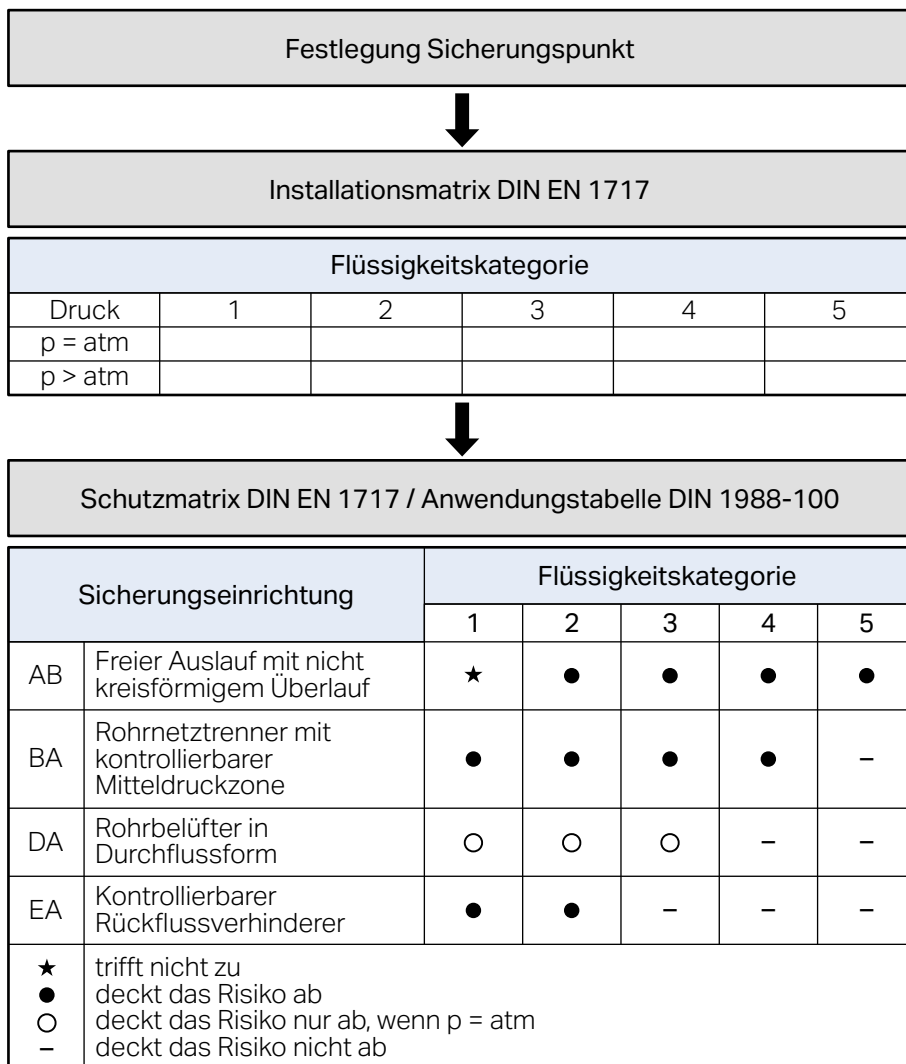 Festlegung Sicherungspunkt
Installationsmatrix DIN EN 1717
Flüssigkeitskategorie
Druck 1 2 3 4 5
p = atm
p > atm
Schutzmatrix DIN EN 1717 / Anwendungstabelle DIN 1988-100
Sicherungseinrichtung
Flüssigkeitskategorie
1 2 3 4 5
AB Freier Auslauf mit nicht
kreisförmigem Überlauf
★ ● ● ● ●
BA Rohrnetztrenner mit
kontrollierbarer
Mitteldruckzone
● ● ● ● –
DA Rohrbelüfter in
Durchflussform
○ ○ ○ – –
EA Kontrollierbarer
Rückflussverhinderer
● ● – – –
★ trifft nicht zu
● deckt das Risiko ab
○ deckt das Risiko nur ab, wenn p = atm
– deckt das Risiko nicht ab